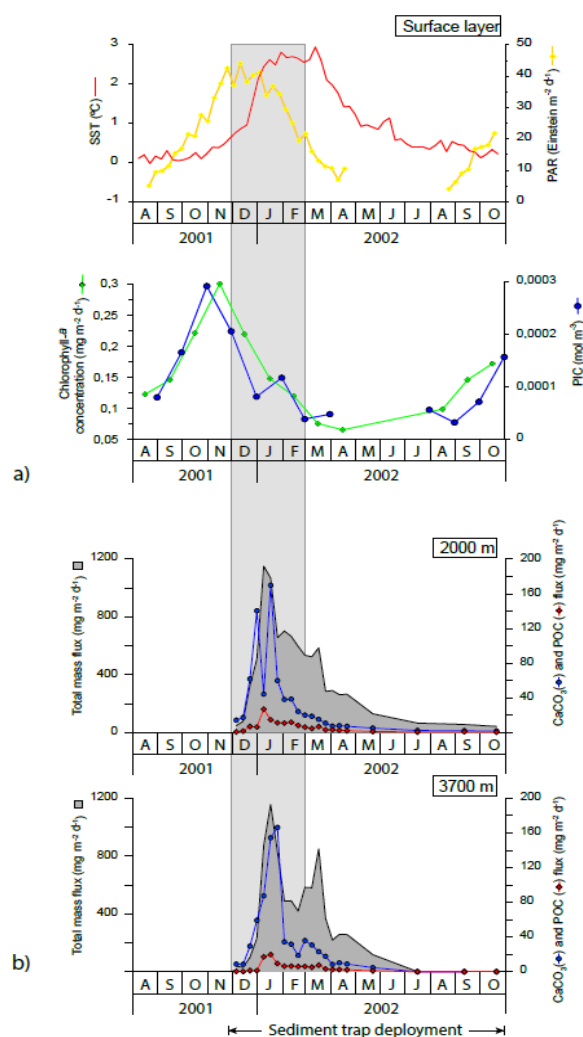 Surface layer
3 50
2 40
1 30
20
0 10
-1 0
SST (ºC)
PAR (Einstein m⁻² d⁻¹)
A S O N D J F M A M J J A S O
2001 2002
0,3 0,0003
0,25
0,2 0,0002
0,15 0,0001
0,1
0,05 0
Chlorophyll-a
concentration (mg m⁻² d⁻¹)
PIC (mol m⁻³)
A S O N D J F M A M J J A S O
2001 2002
a)
2000 m
1200 200
160
800 120
400 80
40
0 0
Total mass flux (mg m⁻² d⁻¹)
CaCO₃(+) and POC (+) flux (mg m⁻² d⁻¹)
A S O N D J F M A M J J A S O
2001 2002
3700 m
1200 200
160
800 120
400 80
40
0
Total mass flux (mg m⁻² d⁻¹)
CaCO₃(+) and POC (+) flux (mg m⁻² d⁻¹)
b)
A S O N D J F M A M J J A S O
2001 2002
Sediment trap deployment